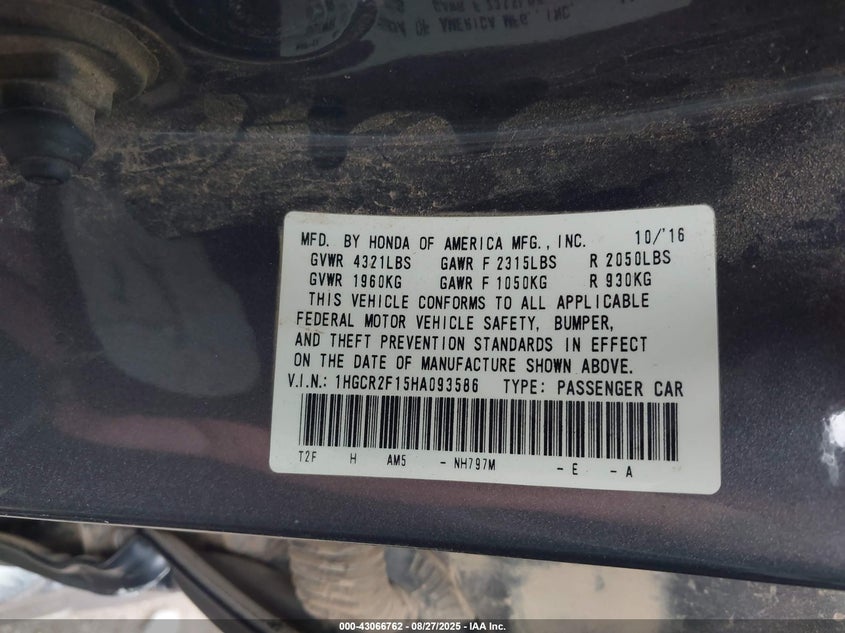 MFD. BY HONDA OF AMERICA MFG., INC. 10/'16
GVWR 4321LBS GAWR F 2315LBS R 2050LBS
GVWR 1960KG GAWR F 1050KG R 930KG
THIS VEHICLE CONFORMS TO ALL APPLICABLE
FEDERAL MOTOR VEHICLE SAFETY, BUMPER,
AND THEFT PREVENTION STANDARDS IN EFFECT
ON THE DATE OF MANUFACTURE SHOWN ABOVE.
V.I.N.: 1HGCR2F15HA093586 TYPE: PASSENGER CAR
T2F H AM5 - NH797M - E - A
000-43066762 - 08/27/2025 - IAA Inc.